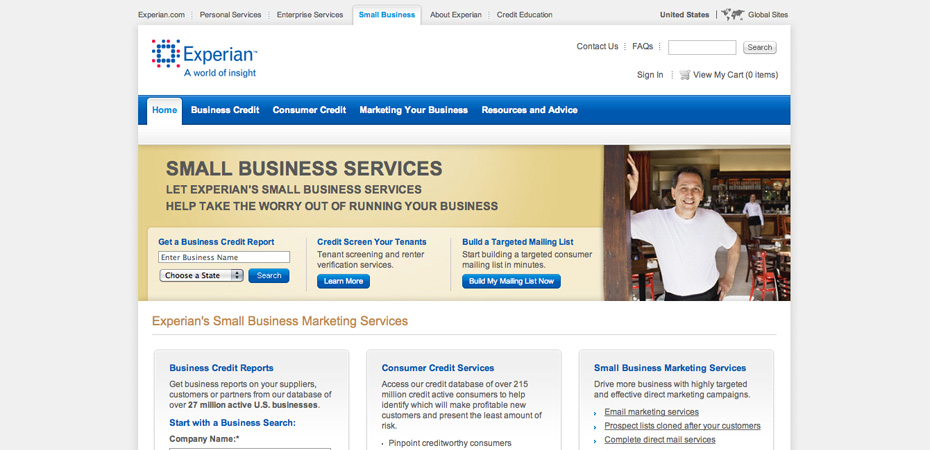 Experian.com
Personal Services
Enterprise Services
Small Business
About Experian
Credit Education
United States
Global Sites
Experian™
A world of insight
Contact Us
FAQs
Search
Sign In
View My Cart (0 items)
Home
Business Credit
Consumer Credit
Marketing Your Business
Resources and Advice
SMALL BUSINESS SERVICES
LET EXPERIAN'S SMALL BUSINESS SERVICES
HELP TAKE THE WORRY OUT OF RUNNING YOUR BUSINESS
Get a Business Credit Report
Enter Business Name
Choose a State
Search
Credit Screen Your Tenants
Tenant screening and renter
verification services.
Learn More
Build a Targeted Mailing List
Start building a targeted consumer
mailing list in minutes.
Build My Mailing List Now
Experian's Small Business Marketing Services
Business Credit Reports
Get business reports on your suppliers,
customers or partners from our database of
over 27 million active U.S. businesses.
Start with a Business Search:
Company Name:*
Consumer Credit Services
Access our credit database of over 215
million credit active consumers to help
identify which will make profitable new
customers and present the least amount of
risk.
• Pinpoint creditworthy consumers
Small Business Marketing Services
Drive more business with highly targeted
and effective direct marketing campaigns.
Email marketing services
Prospect lists cloned after your customers
Complete direct mail services